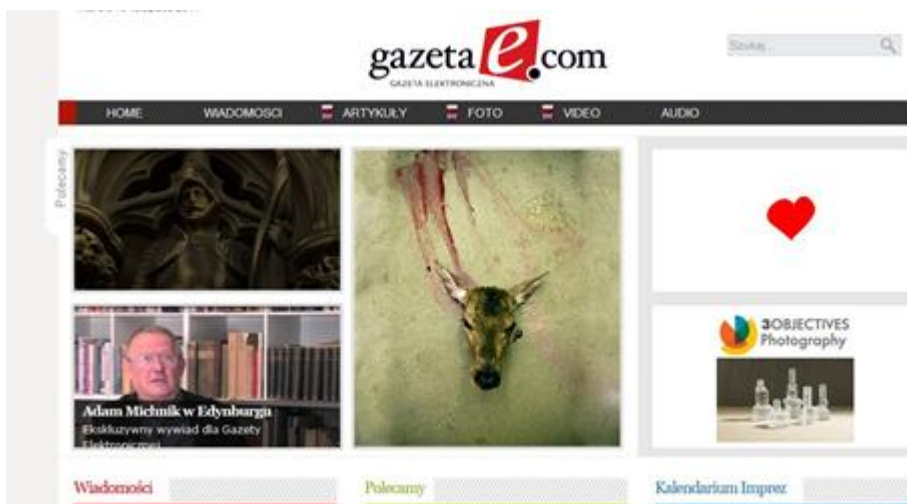 Szukaj...
gazeta e.com
GAZETA ELEKTRONICZNA
HOME WIADOMOSCI ARTYKUŁY FOTO VIDEO AUDIO
Polecamy
Adam Michnik w Edynburgu
Ekskluzywny wywiad dla Gazety
Elektronicznej
3OBJECTIVES
Photography
Wiadomości Polecamy Kalendarium Imprez